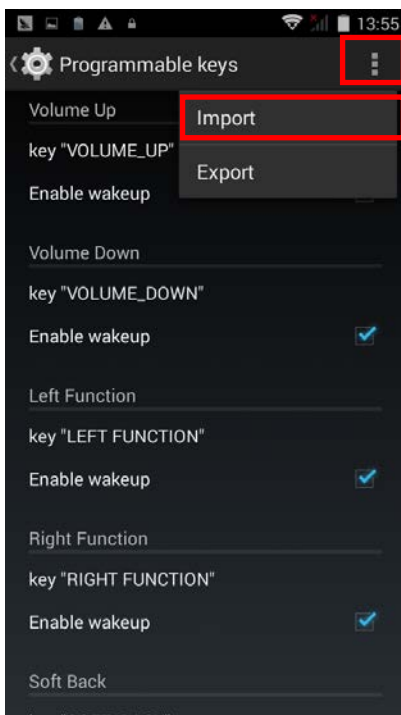 13:55
Programmable keys
Volume Up
Import
key "VOLUME_UP"
Export
Enable wakeup
Volume Down
key "VOLUME_DOWN"
Enable wakeup
Left Function
key "LEFT FUNCTION"
Enable wakeup
Right Function
key "RIGHT FUNCTION"
Enable wakeup
Soft Back